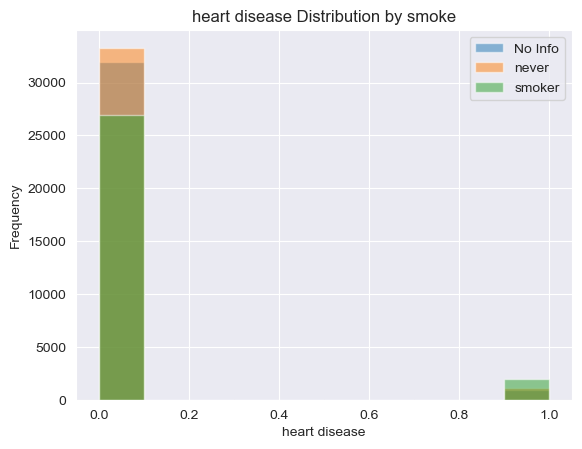 heart disease Distribution by smoke
No Info
never
smoker
Frequency
30000
25000
20000
15000
10000
5000
0
0.0 0.2 0.4 0.6 0.8 1.0
heart disease